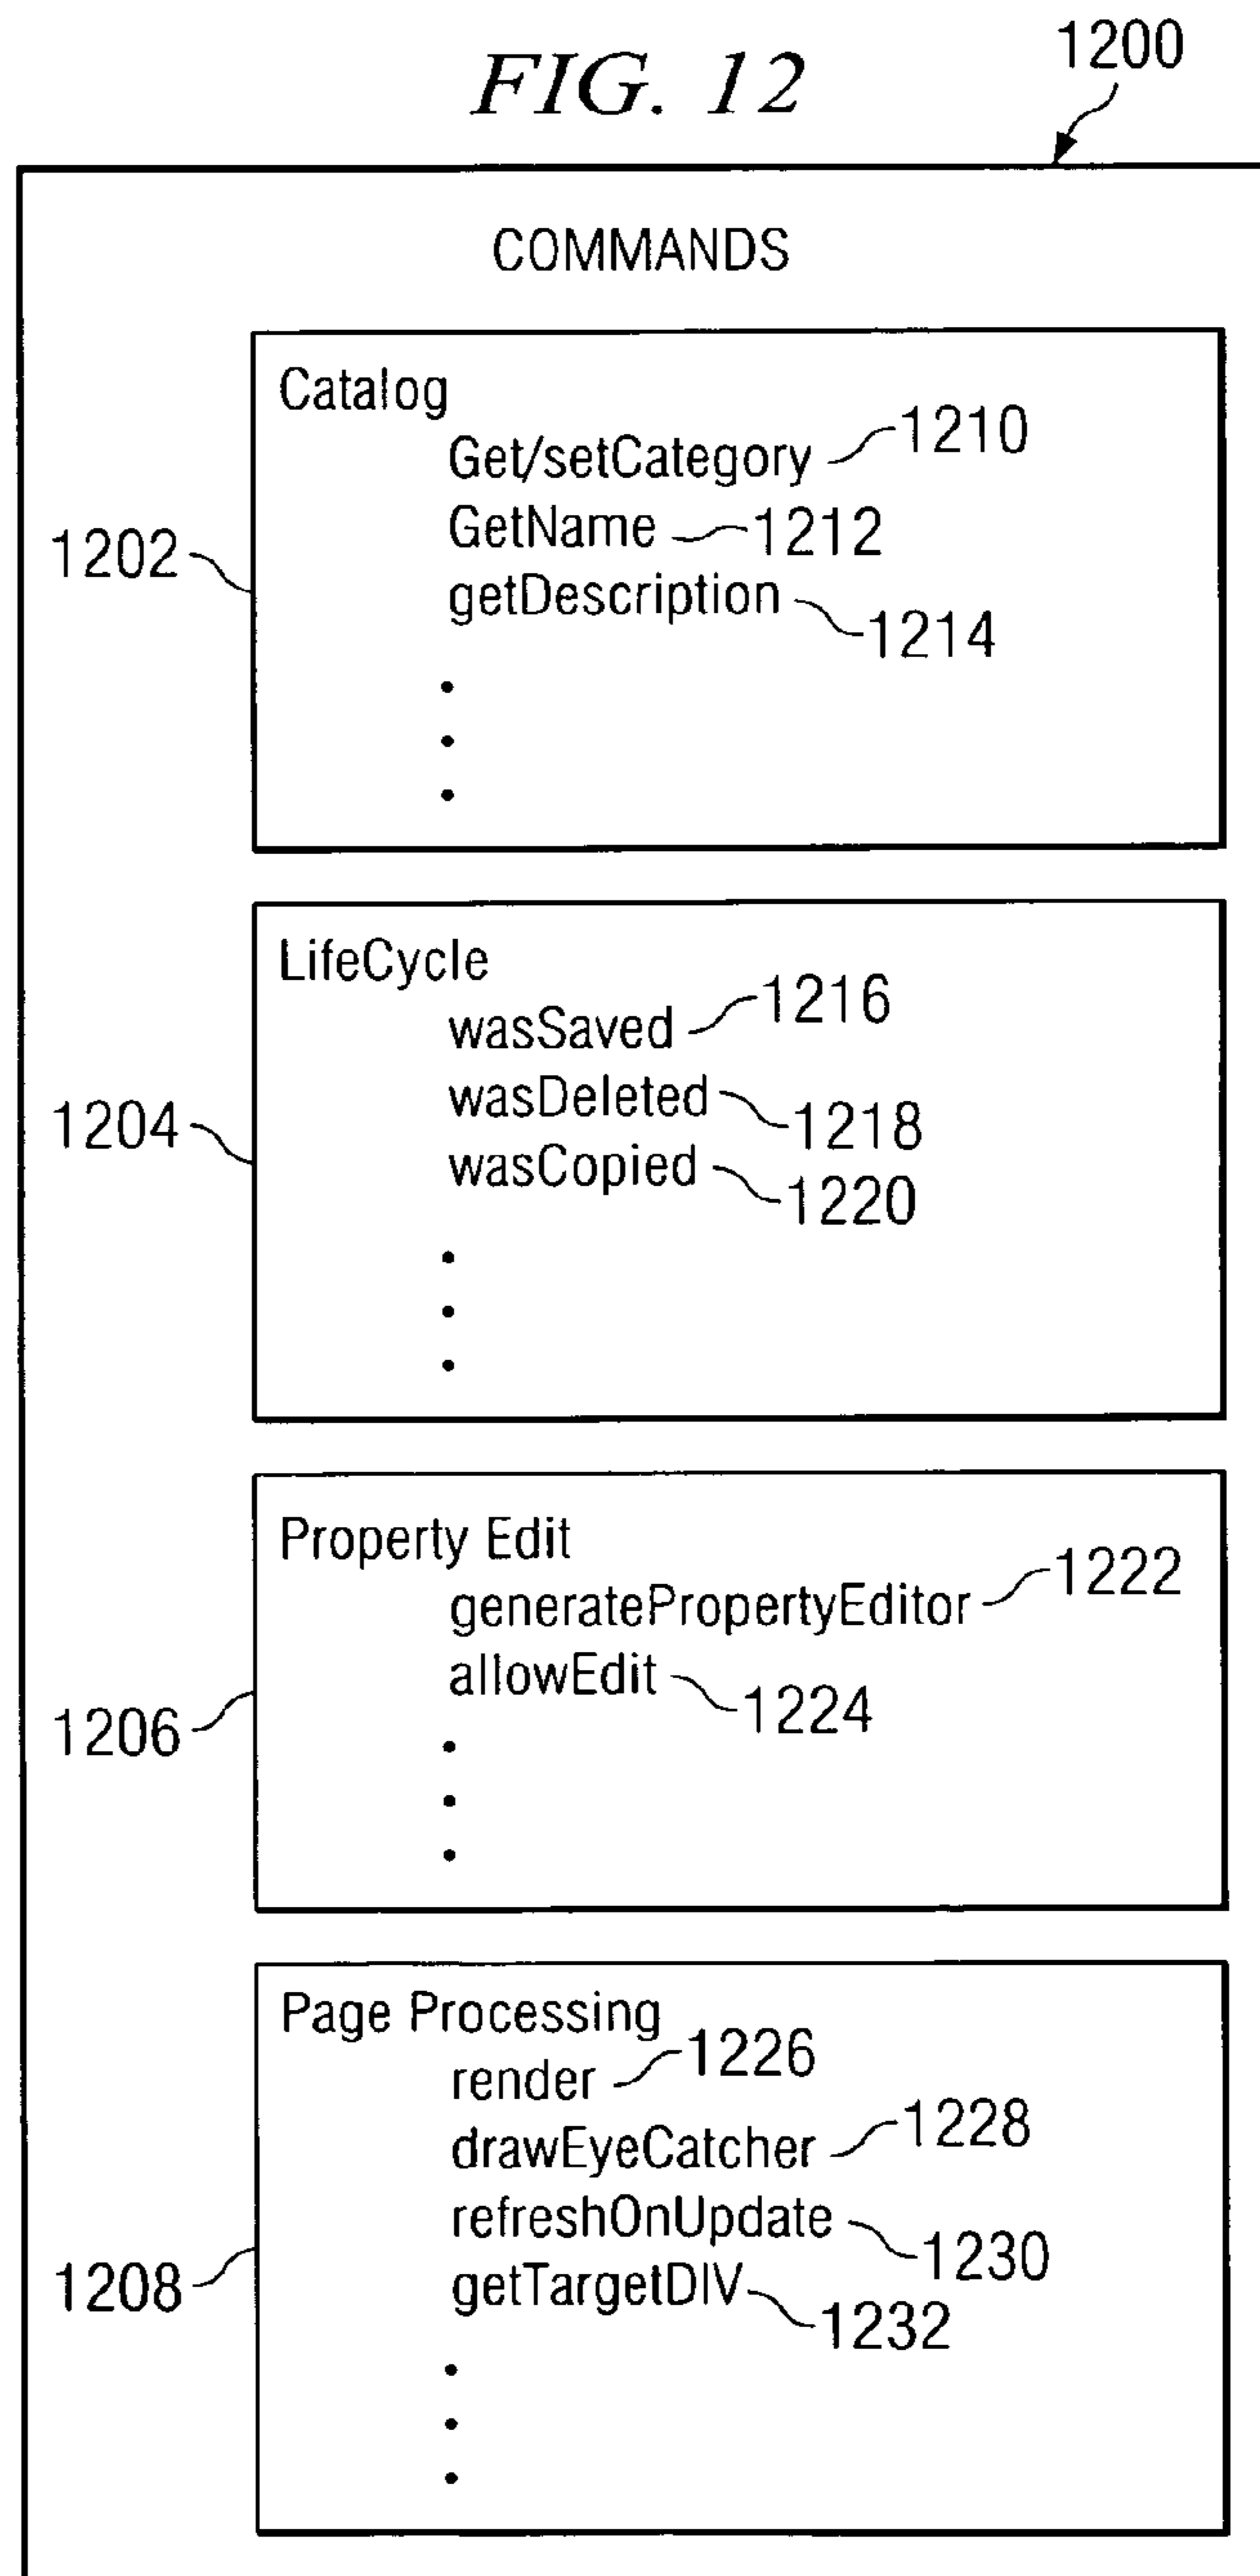 FIG. 12
1200
COMMANDS
1202
Catalog
Get/setCategory 1210
GetName 1212
getDescription 1214
1204
LifeCycle
wasSaved 1216
wasDeleted 1218
wasCopied 1220
1206
Property Edit
generatePropertyEditor 1222
allowEdit 1224
1208
Page Processing
render 1226
drawEyeCatcher 1228
refreshOnUpdate 1230
getTargetDIV 1232